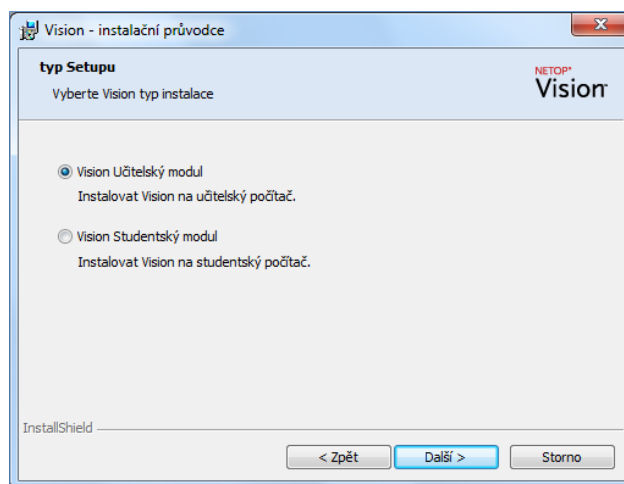 Vision - instalační průvodce
typ Setupu
Vyberte Vision typ instalace
NETOP
Vision
Vision Učitelský modul
Instalovat Vision na učitelský počítač.
Vision Studentský modul
Instalovat Vision na studentský počítač.
InstallShield
< Zpět
Další >
Storno